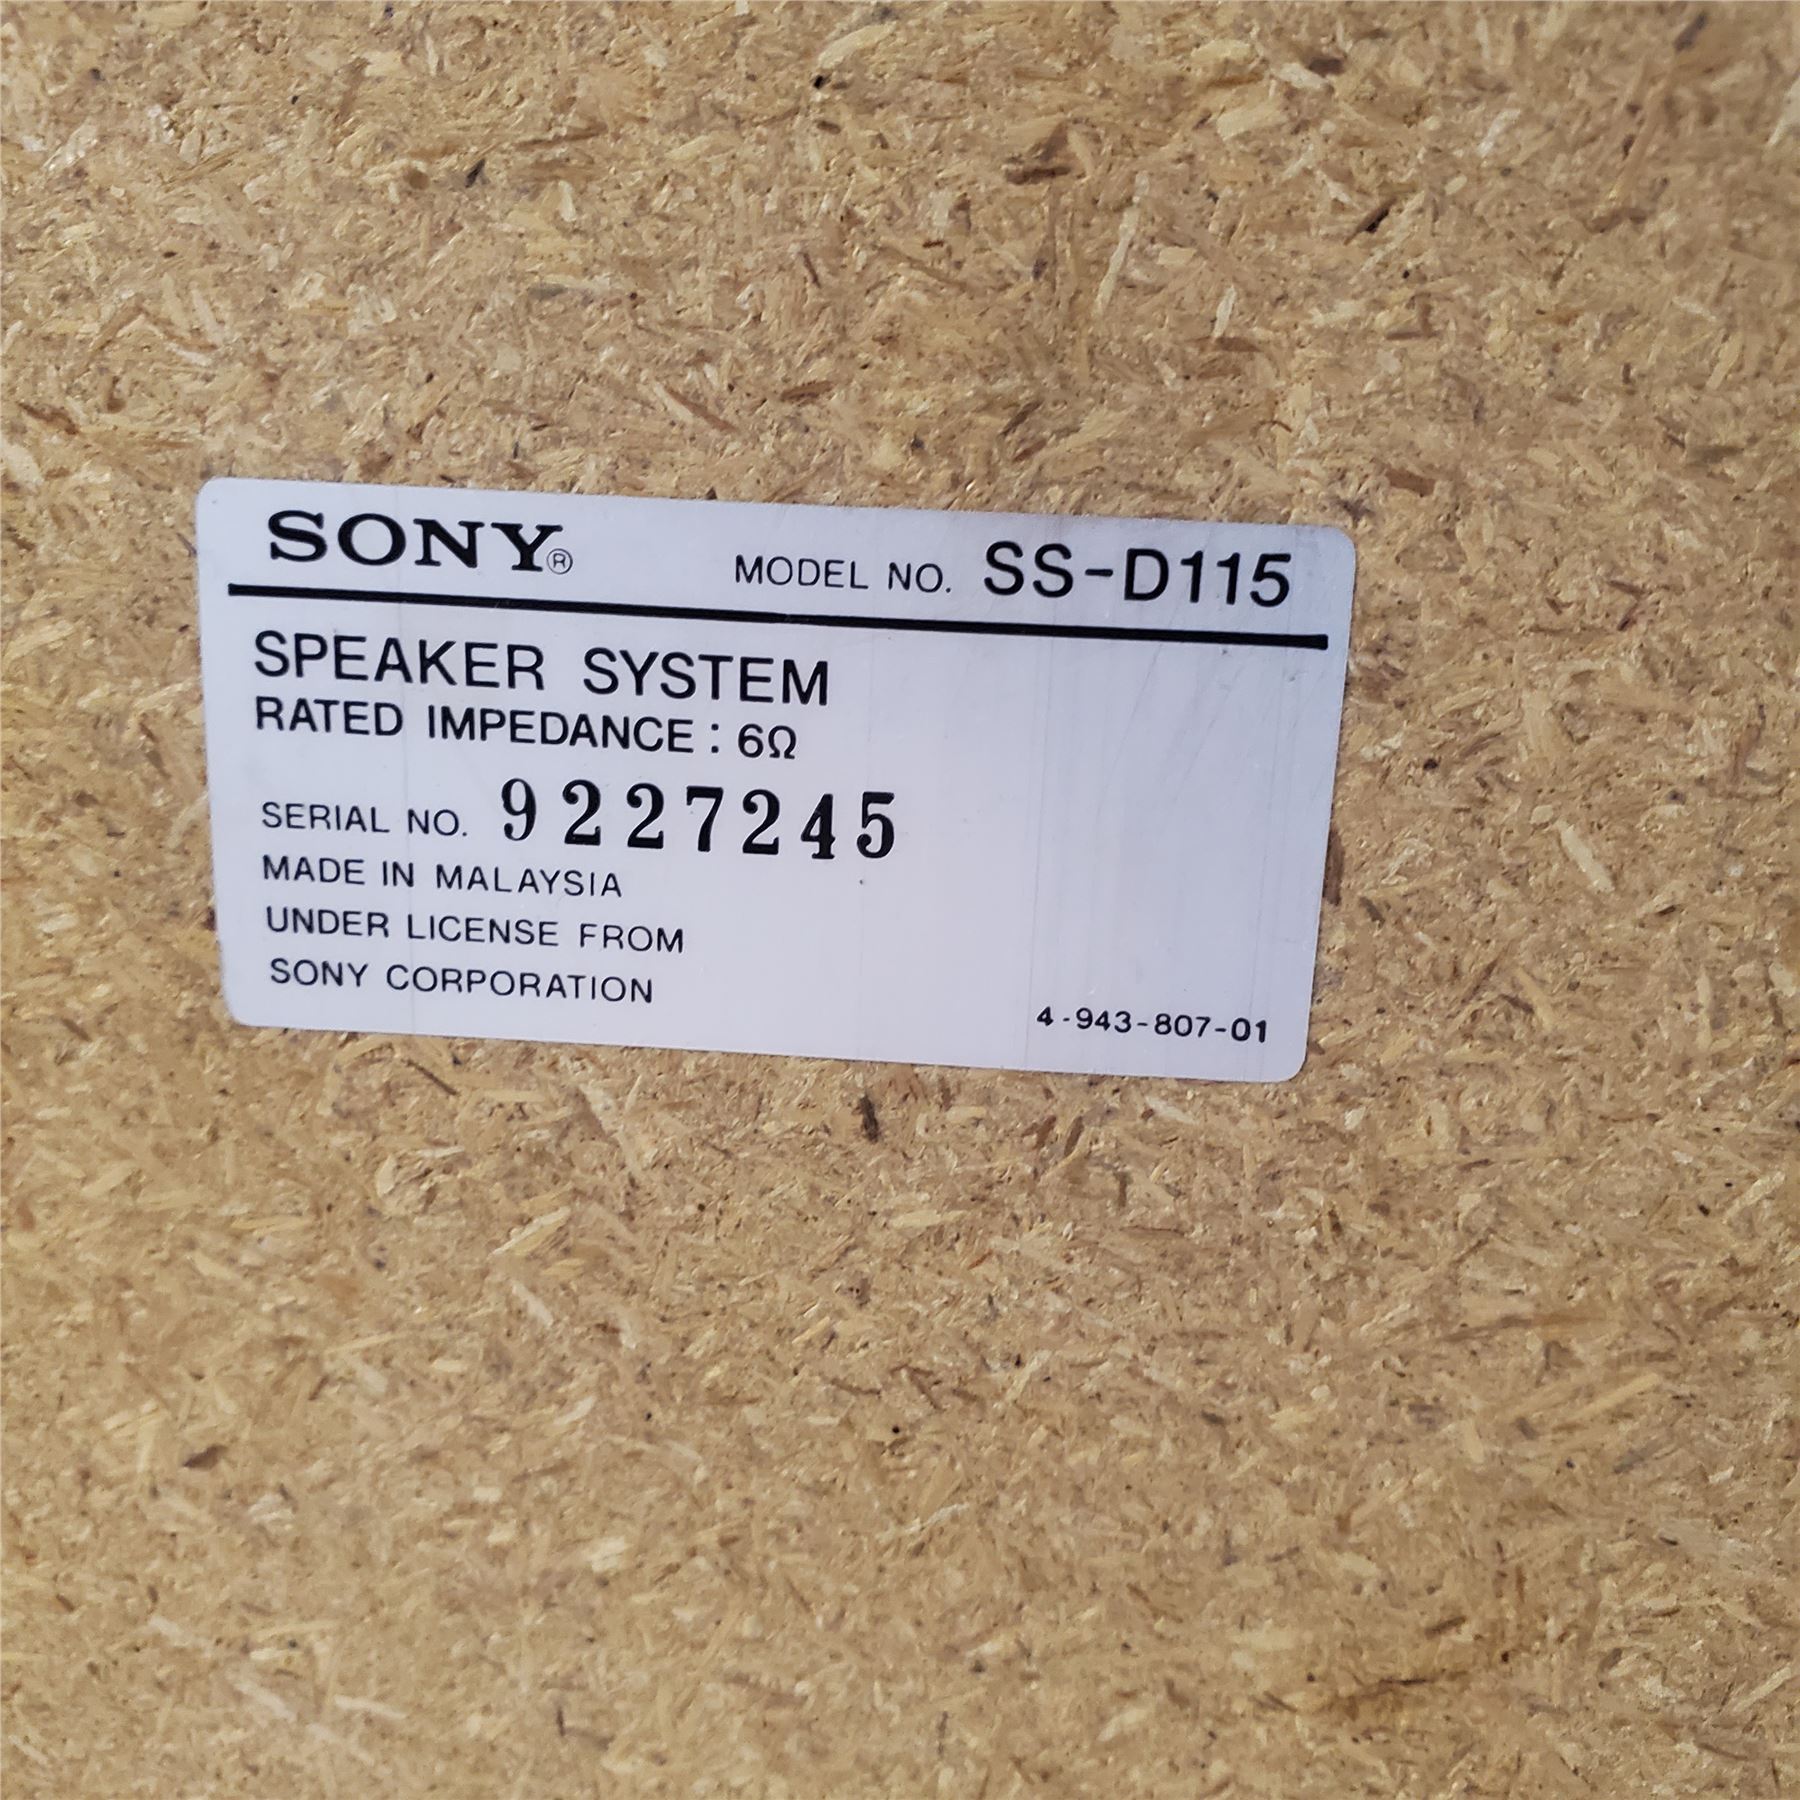 SONY®
MODEL NO. SS-D115
SPEAKER SYSTEM
RATED IMPEDANCE : 6Ω
SERIAL NO. 9227245
MADE IN MALAYSIA
UNDER LICENSE FROM
SONY CORPORATION
4-943-807-01